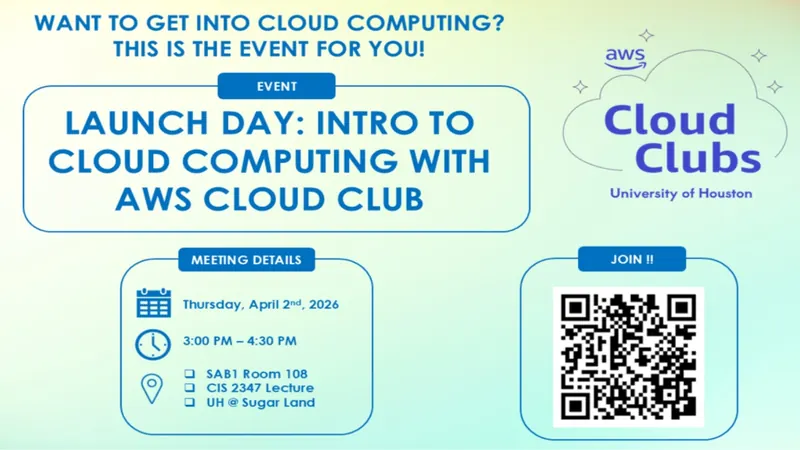 WANT TO GET INTO CLOUD COMPUTING?
THIS IS THE EVENT FOR YOU!
EVENT
LAUNCH DAY: INTRO TO
CLOUD COMPUTING WITH
AWS CLOUD CLUB
aws
Cloud
Clubs
University of Houston
MEETING DETAILS
Thursday, April 2nd, 2026
3:00 PM – 4:30 PM
SAB1 Room 108
CIS 2347 Lecture
UH @ Sugar Land
JOIN !!